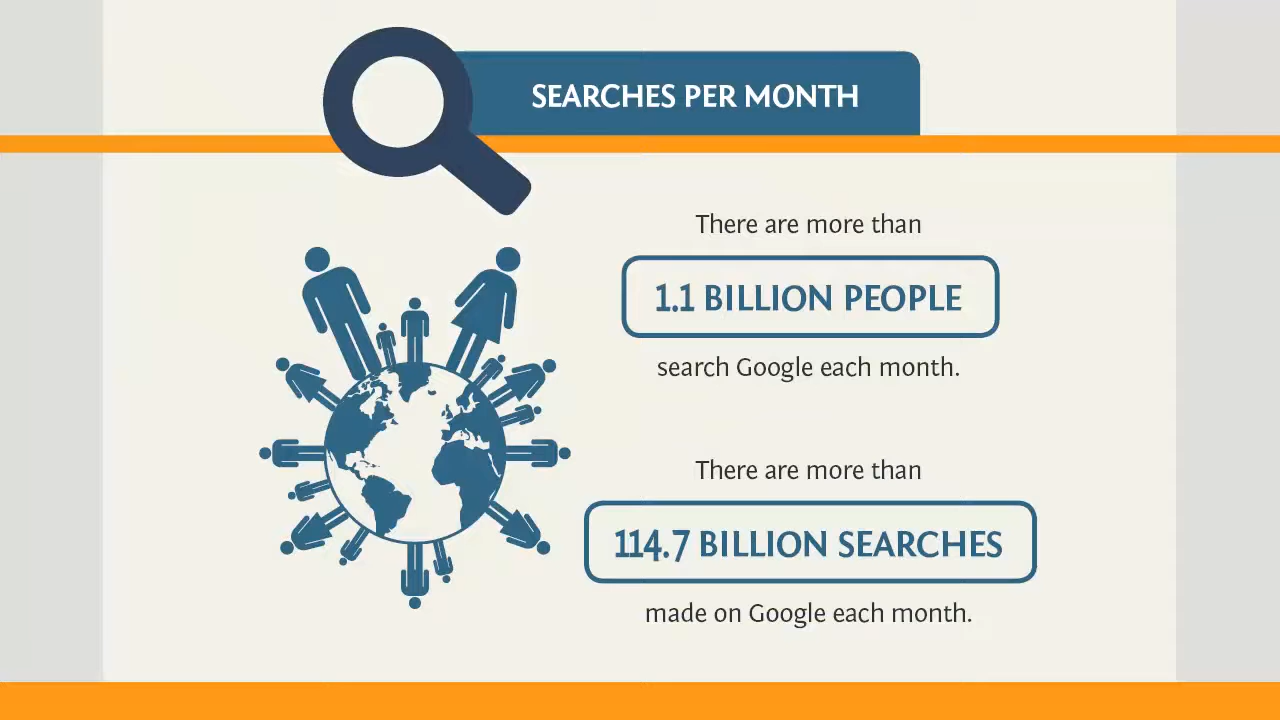 SEARCHES PER MONTH
There are more than
1.1 BILLION PEOPLE
search Google each month.
There are more than
114.7 BILLION SEARCHES
made on Google each month.